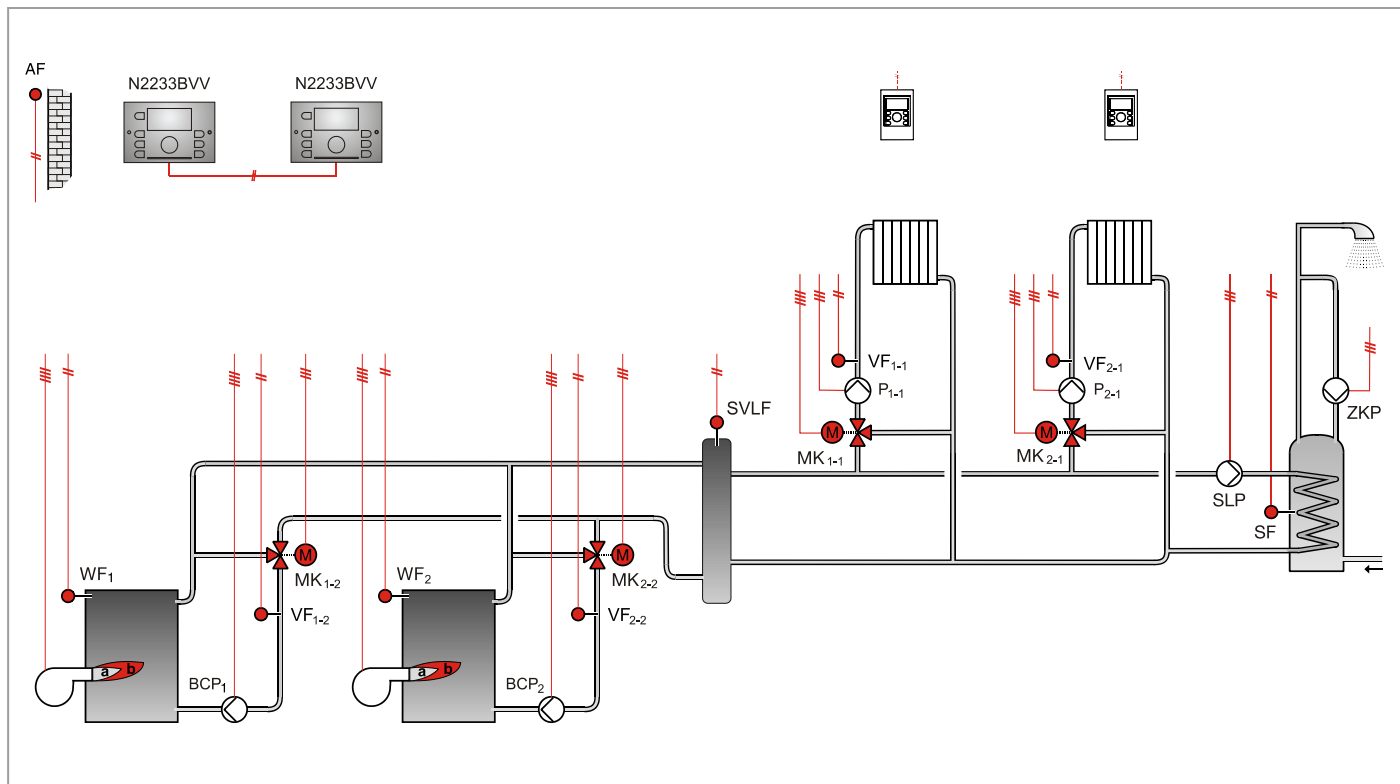 AF
N2233BVV
N2233BVV
VF1-1
VF2-1
P1-1
P2-1
ZKP
SVLF
MK1-1
MK2-1
SLP
SF
WF1
MK1-2
WF2
MK2-2
VF1-2
VF2-2
a b
a b
BCP1
BCP2
M
M
M
M